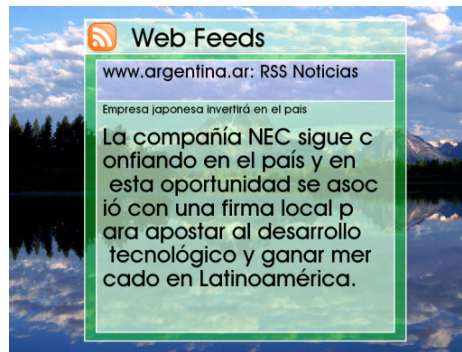 Web Feeds
www.argentina.ar: RSS Noticias
Empresa japonesa invertirá en el pais
La compañía NEC sigue c
onfiando en el país y en
esta oportunidad se asoc
ió con una firma local p
ara apostar al desarrollo
tecnológico y ganar mer
cado en Latinoamérica.